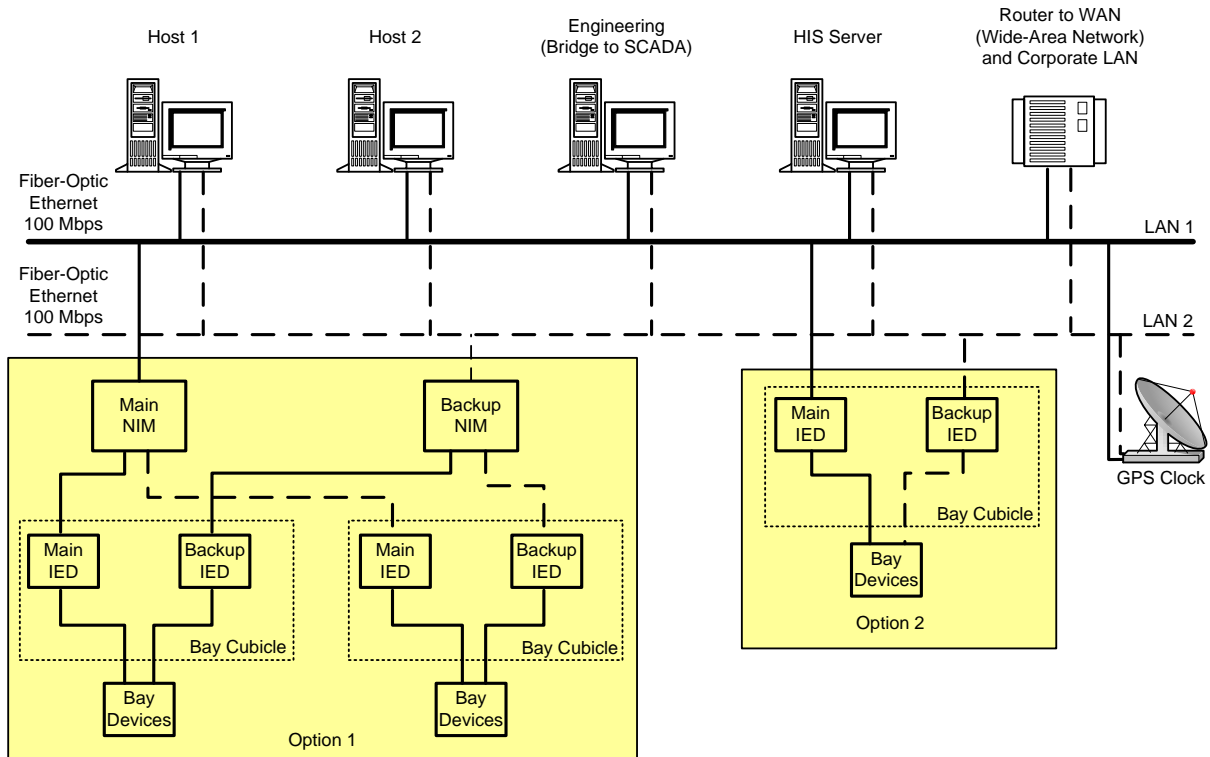 Host 1
Host 2
Engineering
(Bridge to SCADA)
HIS Server
Router to WAN
(Wide-Area Network)
and Corporate LAN
Fiber-Optic
Ethernet
100 Mbps
LAN 1
Fiber-Optic
Ethernet
100 Mbps
LAN 2
Main
NIM
Backup
NIM
Main
IED
Backup
IED
GPS Clock
Bay Cubicle
Main
IED
Backup
IED
Main
IED
Backup
IED
Bay
Devices
Option 2
Bay Cubicle
Bay Cubicle
Bay
Devices
Bay
Devices
Option 1